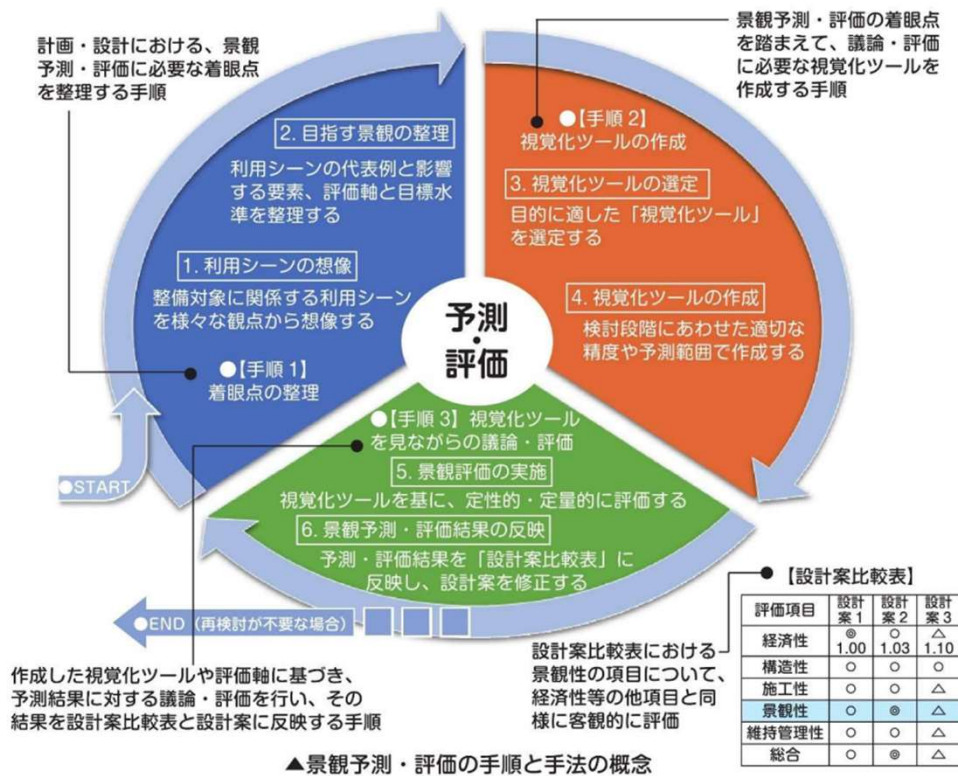 計画・設計における、景観
予測・評価に必要な着眼点
を整理する手順
景観予測・評価の着眼点
を踏まえて、議論・評価
に必要な視覚化ツールを
作成する手順
2. 目指す景観の整理
利用シーンの代表例と影響
する要素、評価軸と目標水
準を整理する
1. 利用シーンの想像
整備対象に関係する利用シーン
を様々な観点から想像する
●【手順 1】
着眼点の整理
●START
●【手順 2】
視覚化ツールの作成
3. 視覚化ツールの選定
目的に適した「視覚化ツール」
を選定する
4. 視覚化ツールの作成
検討段階にあわせた適切な
精度や予測範囲で作成する
予測
・
評価
●【手順 3】視覚化ツール
を見ながらの議論・評価
5. 景観評価の実施
視覚化ツールを基に、定性的・定量的に評価する
6. 景観予測・評価結果の反映
予測・評価結果を「設計案比較表」に
反映し、設計案を修正する
●END（再検討が不要な場合）
作成した視覚化ツールや評価軸に基づき、
予測結果に対する議論・評価を行い、その
結果を設計案比較表と設計案に反映する手順
設計案比較表における
景観性の項目について、
経済性等の他項目と同
様に客観的に評価
● 【設計案比較表】
評価項目 設計案1 設計案2 設計案3
経済性 ◎1.00 ○1.03 △1.10
構造性 ○ ○ ○
施工性 ○ ○ △
景観性 ○ ◎ △
維持管理性 ○ ○ △
総合 ○ ◎ △
▲景観予測・評価の手順と手法の概念